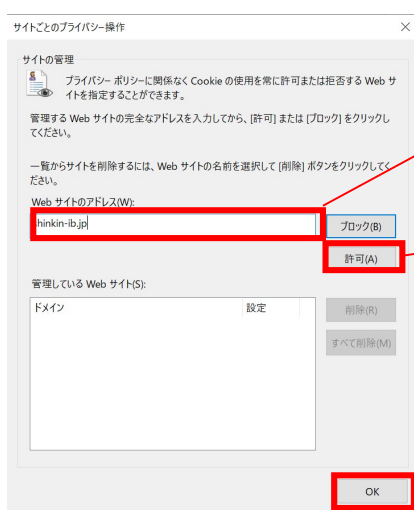 サイトごとのプライバシー操作
サイトの管理
プライバシー ポリシーに関係なく Cookie の使用を常に許可または拒否する Web サ
イトを指定することができます。
管理する Web サイトの完全なアドレスを入力してから、[許可] または [ブロック] をクリックし
てください。
一覧からサイトを削除するには、Web サイトの名前を選択して [削除] ボタンをクリックしてく
ださい。
Web サイトのアドレス(W):
hinkin-ib.jp
ブロック(B)
許可(A)
管理している Web サイト(S):
ドメイン 設定
削除(R)
すべて削除(M)
OK